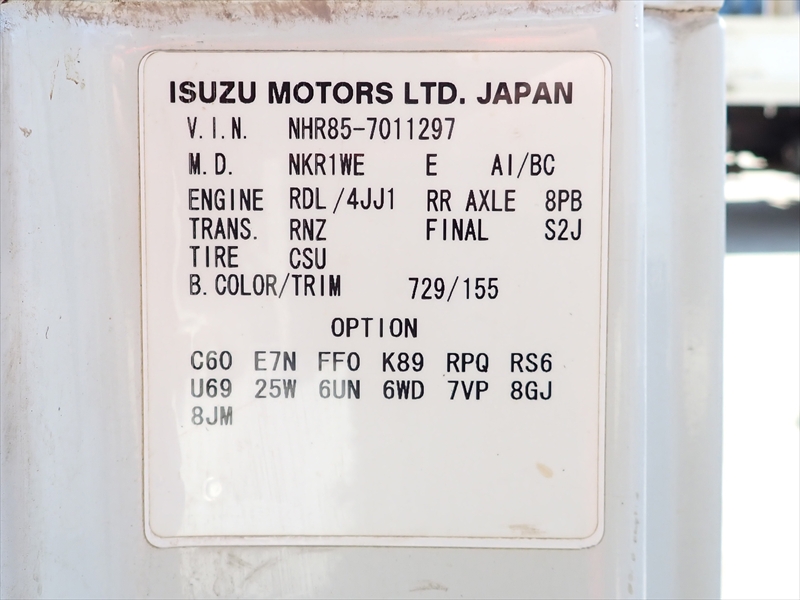 ISUZU MOTORS LTD. JAPAN
V.I.N. NHR85-7011297
M.D. NKR1WE E AI/BC
ENGINE RDL/4JJ1 RR AXLE 8PB
TRANS. RNZ FINAL S2J
TIRE CSU
B.COLOR/TRIM 729/155
OPTION
C60 E7N FF0 K89 RPQ RS6
U69 25W 6UN 6WD 7VP 8GJ
8JM